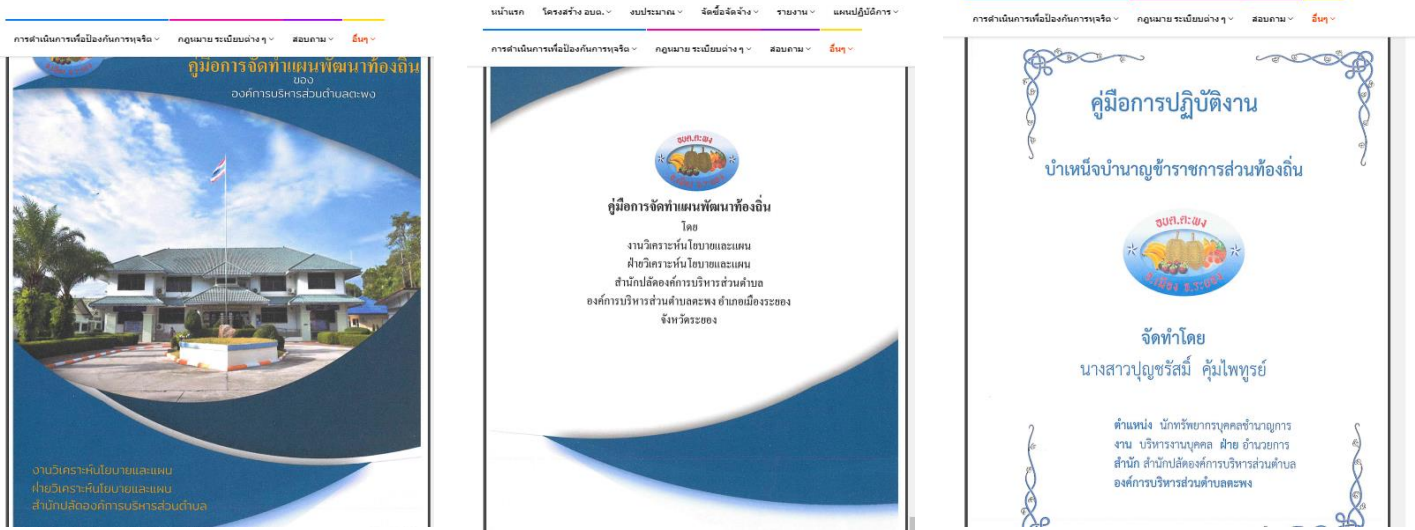 การดำเนินการเพื่อป้องกันการทุจริต กฎหมาย ระเบียบต่าง ๆ สอบถาม อื่นๆ
คู่มือการจัดทำแผนพัฒนาท้องถิ่น
ของ
องค์การบริหารส่วนตำบลตะพง
งานวิเคราะห์นโยบายและแผน
ฝ่ายวิเคราะห์นโยบายและแผน
สำนักปลัดองค์การบริหารส่วนตำบล
หน้าแรก โครงสร้าง อบต. งบประมาณ จัดซื้อจัดจ้าง รายงาน แผนปฏิบัติการ
การดำเนินการเพื่อป้องกันการทุจริต กฎหมาย ระเบียบต่าง ๆ สอบถาม อื่นๆ
อบต.ตะพง
คู่มือการจัดทำแผนพัฒนาท้องถิ่น
โดย
งานวิเคราะห์นโยบายและแผน
ฝ่ายวิเคราะห์นโยบายและแผน
สำนักปลัดองค์การบริหารส่วนตำบล
องค์การบริหารส่วนตำบลตะพง อำเภอเมืองระยอง
จังหวัดระยอง
การดำเนินการเพื่อป้องกันการทุจริต กฎหมาย ระเบียบต่าง ๆ สอบถาม อื่นๆ
คู่มือการปฏิบัติงาน
บำเหน็จบำนาญข้าราชการส่วนท้องถิ่น
อบต.ตะพง
อ.เมือง จ.ระยอง
จัดทำโดย
นางสาวปุญชรัสมิ์ คุ้มไพฑูรย์
ตำแหน่ง นักทรัพยากรบุคคลชำนาญการ
งาน บริหารงานบุคคล ฝ่าย อำนวยการ
สำนัก สำนักปลัดองค์การบริหารส่วนตำบล
องค์การบริหารส่วนตำบลตะพง